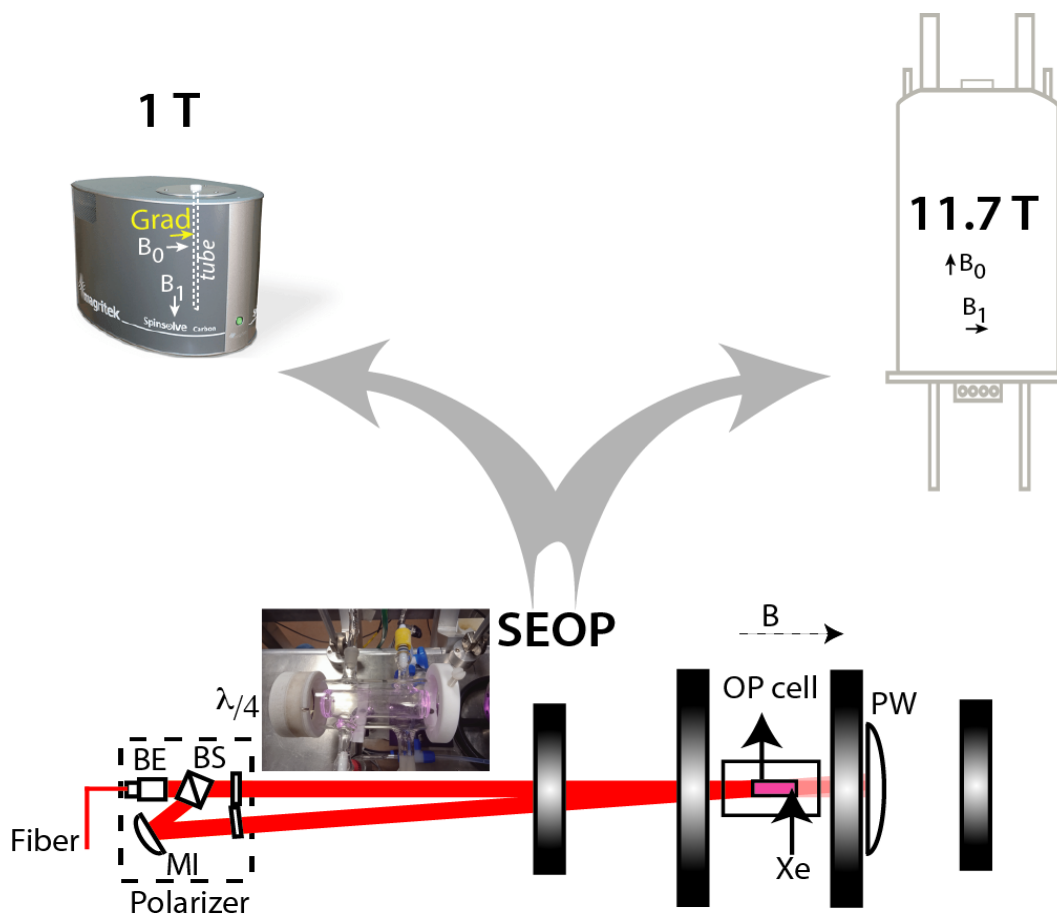 1 T
11.7 T
Grad
B0
tube
B1
magritek
Spinsolve Carbon
B0
B1
SEOP
B
OP cell
PW
λ/4
BE
BS
Fiber
MI
Xe
Polarizer